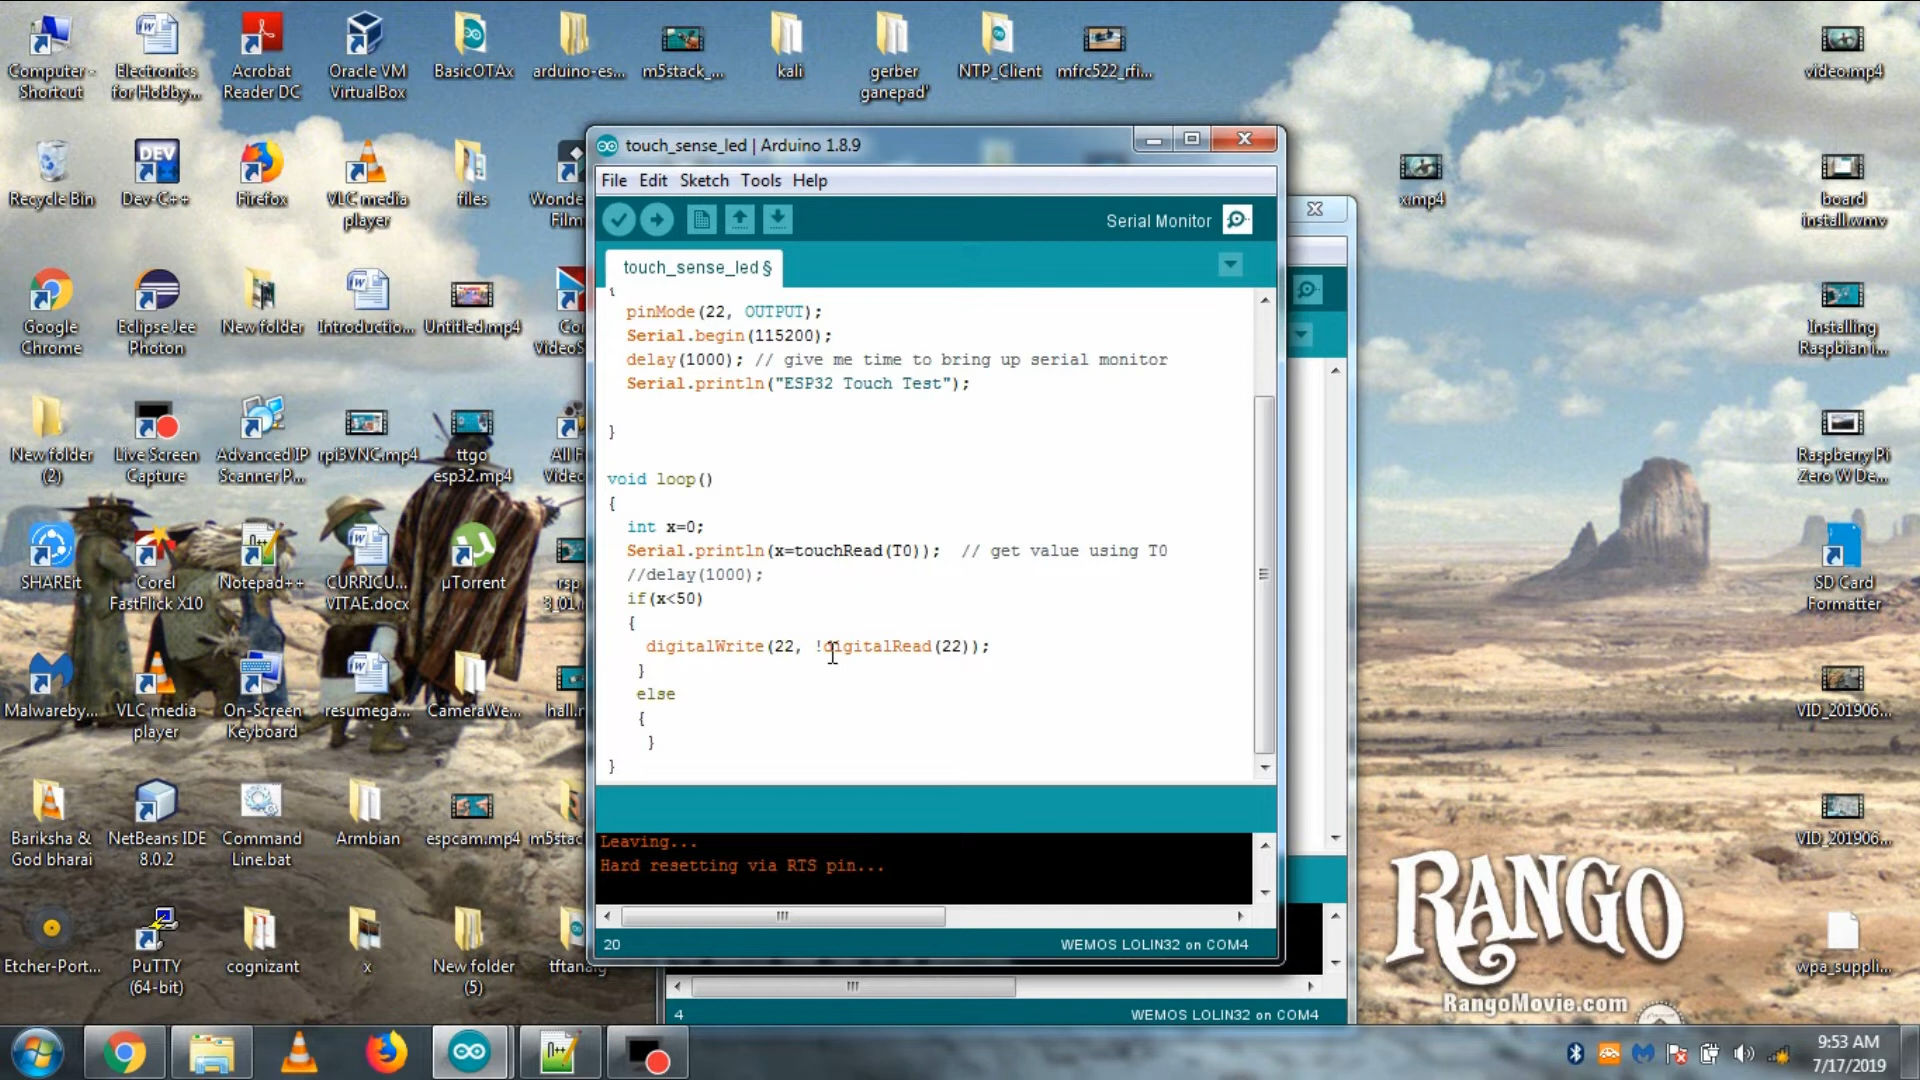 Computer - Shortcut
Electronics for Hobby...
Acrobat Reader DC
Oracle VM VirtualBox
BasicOTAx
arduino-es...
m5stack_...
kali
gerber ganepad'
NTP_Client
mfrc522_rfi...
video.mp4
Recycle Bin
Dev-C++
Firefox
VLC media player
files
Wonde
Film
x.mp4
board install.wmv
Google Chrome
Eclipse Jee Photon
New folder
Introductio...
Untitled.mp4
VideoS
Installing Raspbian i...
New folder (2)
Live Screen Capture
Advanced IP Scanner P...
rpi3VNC.mp4
ttgo esp32.mp4
All F
Video
Raspberry Pi Zero W De...
SHAREit
Corel FastFlick X10
Notepad++
CURRICU... VITAE.docx
µTorrent
rsp
3_01.
SD Card Formatter
Malwareby...
VLC media player
On-Screen Keyboard
resumega...
CameraWe...
hall.
VID_201906...
Bariksha & God bharai
NetBeans IDE 8.0.2
Command Line.bat
Armbian
espcam.mp4
m5stac
VID_201906...
Etcher-Port...
PuTTY (64-bit)
cognizant
x
New folder (5)
tftanalg
wpa_suppli...
touch_sense_led | Arduino 1.8.9
File Edit Sketch Tools Help
Serial Monitor
touch_sense_led §
{
pinMode(22, OUTPUT);
Serial.begin(115200);
delay(1000); // give me time to bring up serial monitor
Serial.println("ESP32 Touch Test");
}
void loop()
{
int x=0;
Serial.println(x=touchRead(T0)); // get value using T0
//delay(1000);
if(x<50)
{
digitalWrite(22, !digitalRead(22));
}
else
{
}
}
Leaving...
Hard resetting via RTS pin...
20
WEMOS LOLIN32 on COM4
4
WEMOS LOLIN32 on COM4
RANGO
RangoMovie.com
9:53 AM
7/17/2019